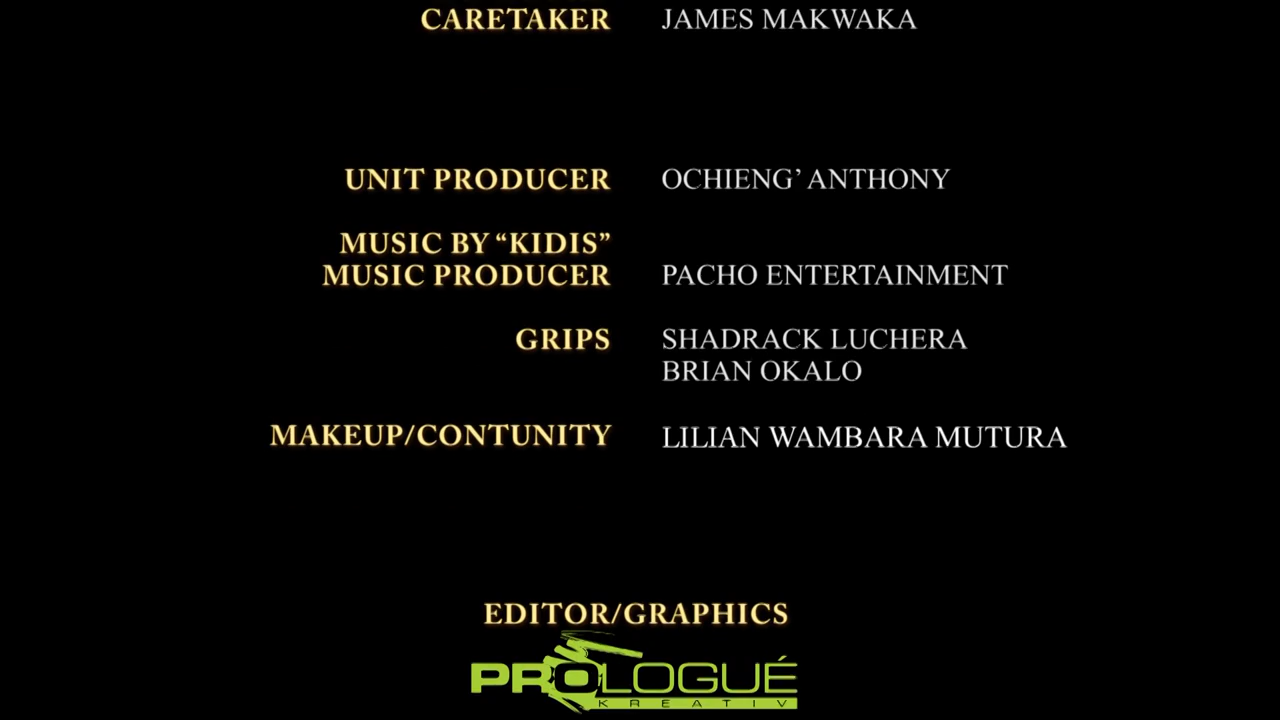 CARETAKER JAMES MAKWAKA
UNIT PRODUCER OCHIENG’ ANTHONY
MUSIC BY “KIDIS”
MUSIC PRODUCER PACHO ENTERTAINMENT
GRIPS SHADRACK LUCHERA
BRIAN OKALO
MAKEUP/CONTUNITY LILIAN WAMBARA MUTURA
EDITOR/GRAPHICS
PROLOGUÉ
KREATIV